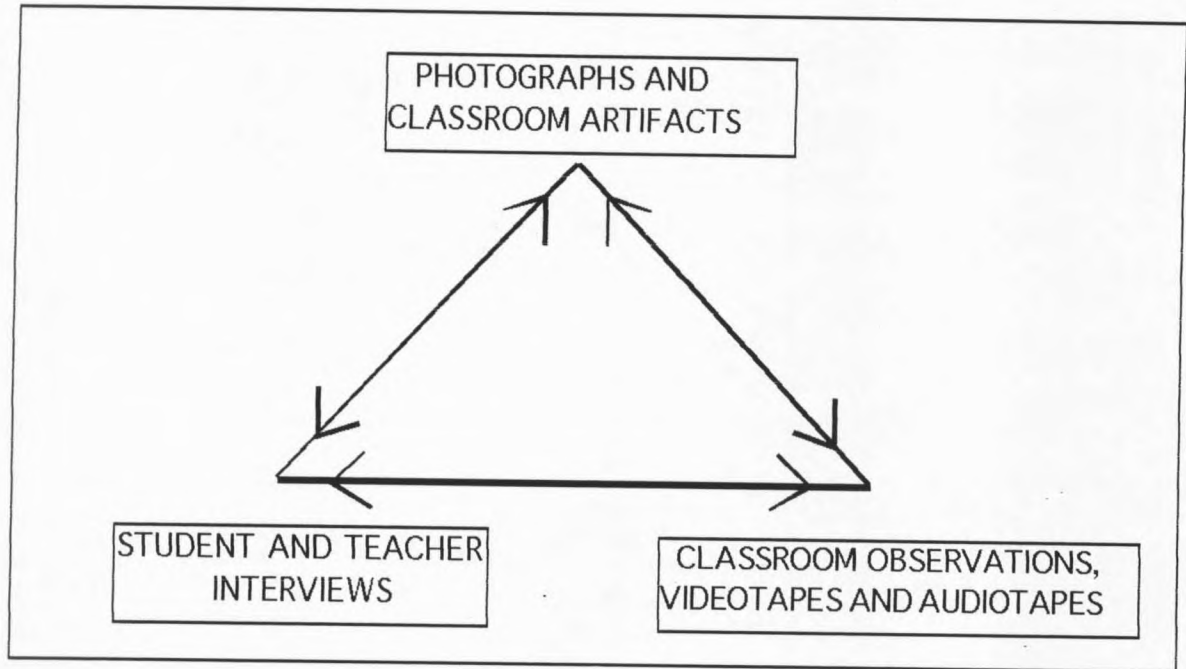 PHOTOGRAPHS AND
CLASSROOM ARTIFACTS
STUDENT AND TEACHER
INTERVIEWS
CLASSROOM OBSERVATIONS,
VIDEOTAPES AND AUDIOTAPES